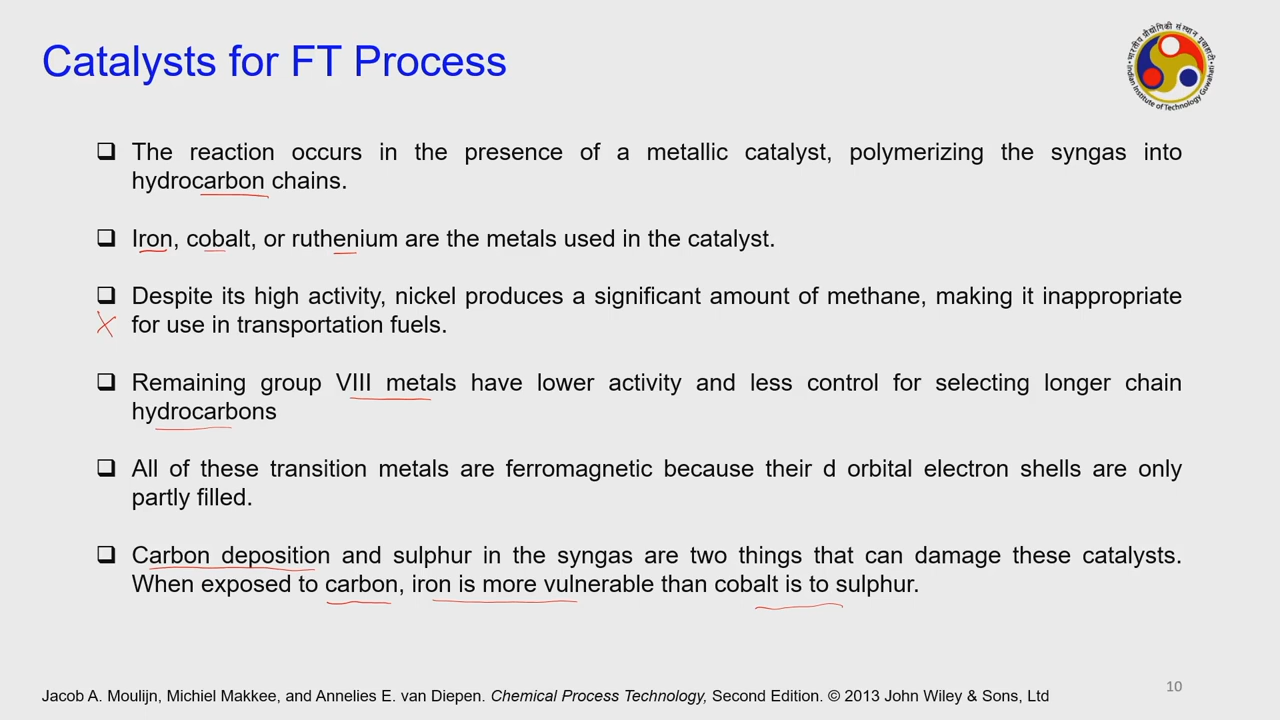 Catalysts for FT Process
भारतीय प्रौद्योगिकी संस्थान गुवाहाटी
Indian Institute of Technology Guwahati
❑ The reaction occurs in the presence of a metallic catalyst, polymerizing the syngas into
hydrocarbon chains.
❑ Iron, cobalt, or ruthenium are the metals used in the catalyst.
❑ Despite its high activity, nickel produces a significant amount of methane, making it inappropriate
for use in transportation fuels.
❑ Remaining group VIII metals have lower activity and less control for selecting longer chain
hydrocarbons
❑ All of these transition metals are ferromagnetic because their d orbital electron shells are only
partly filled.
❑ Carbon deposition and sulphur in the syngas are two things that can damage these catalysts.
When exposed to carbon, iron is more vulnerable than cobalt is to sulphur.
Jacob A. Moulijn, Michiel Makkee, and Annelies E. van Diepen. Chemical Process Technology, Second Edition. © 2013 John Wiley & Sons, Ltd
10